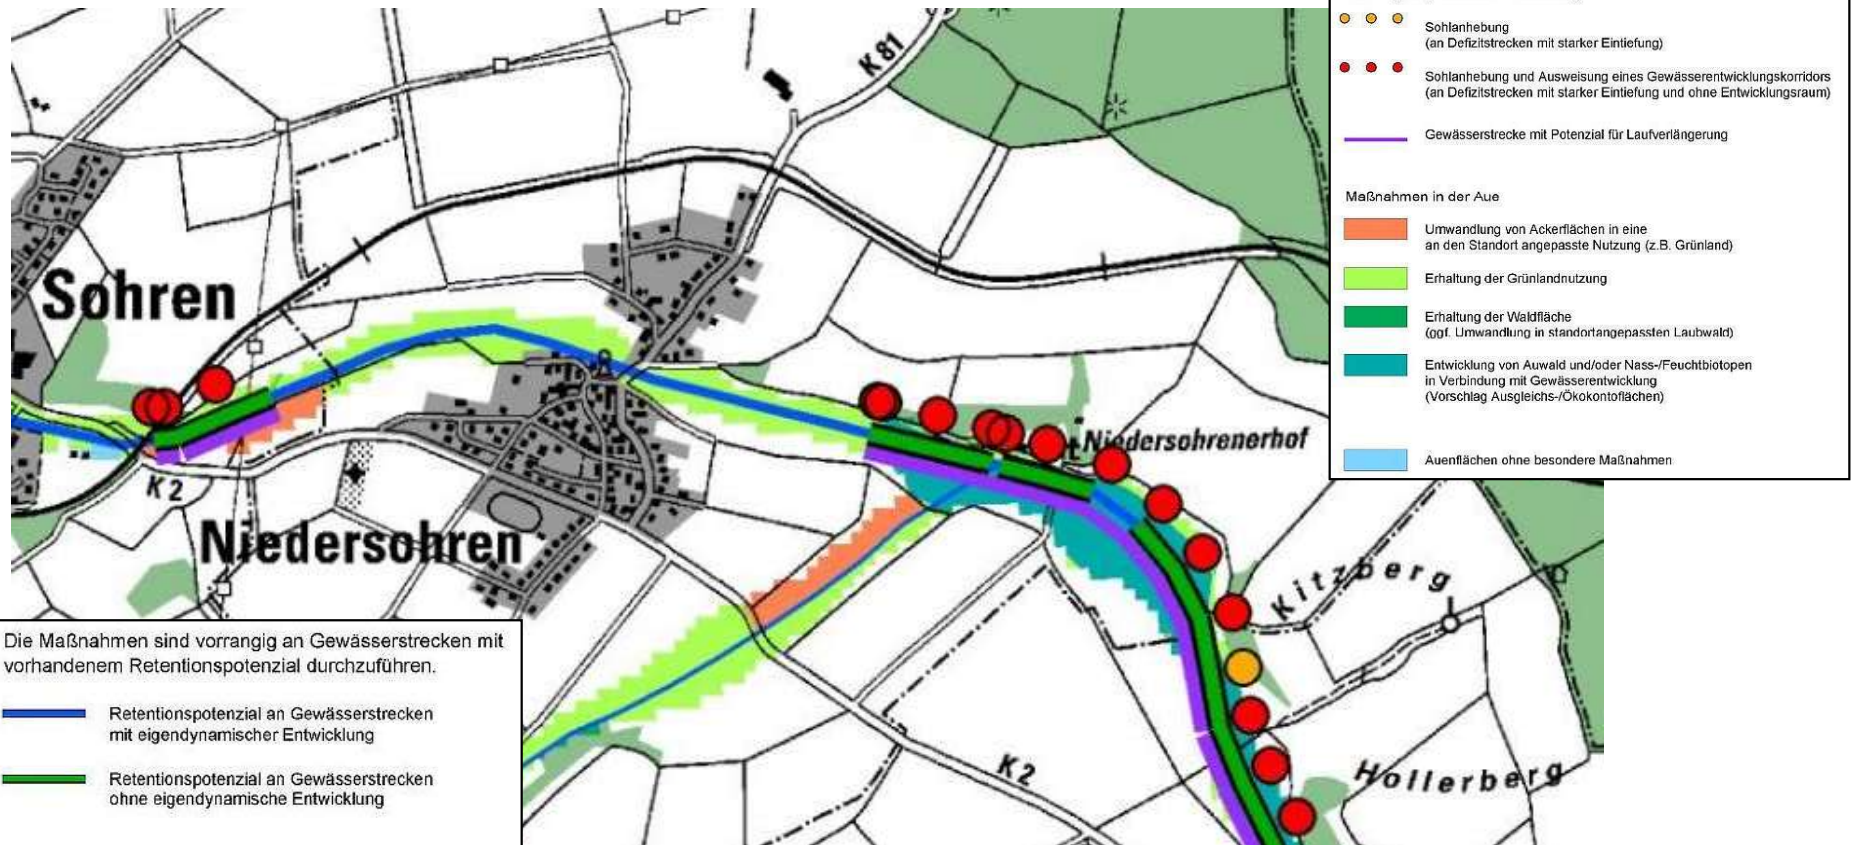 K 81
Sohren
K 2
Niedersohren
Niedersohrenerhof
Kitzberg
K2
Hollerberg
Sohlanhebung
(an Defizitstrecken mit starker Eintiefung)
Sohlanhebung und Ausweisung eines Gewässerentwicklungskorridors
(an Defizitstrecken mit starker Eintiefung und ohne Entwicklungsraum)
Gewässerstrecke mit Potenzial für Laufverlängerung
Maßnahmen in der Aue
Umwandlung von Ackerflächen in eine
an den Standort angepasste Nutzung (z.B. Grünland)
Erhaltung der Grünlandnutzung
Erhaltung der Waldfläche
(ggf. Umwandlung in standortangepassten Laubwald)
Entwicklung von Auwald und/oder Nass-/Feuchtbiotopen
in Verbindung mit Gewässerentwicklung
(Vorschlag Ausgleichs-/Ökokontoflächen)
Auenflächen ohne besondere Maßnahmen
Die Maßnahmen sind vorrangig an Gewässerstrecken mit
vorhandenem Retentionspotenzial durchzuführen.
Retentionspotenzial an Gewässerstrecken
mit eigendynamischer Entwicklung
Retentionspotenzial an Gewässerstrecken
ohne eigendynamische Entwicklung